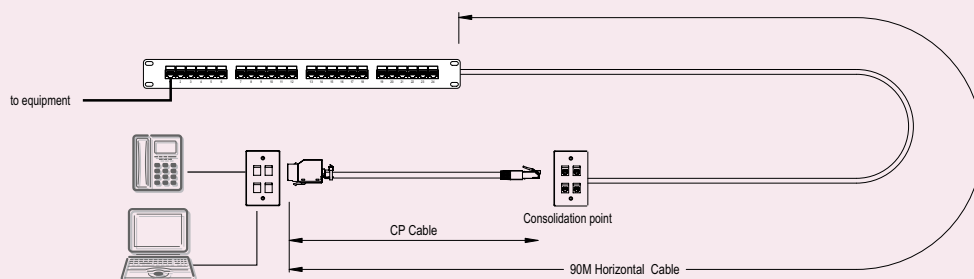 to equipment
Consolidation point
CP Cable
90M Horizontal Cable